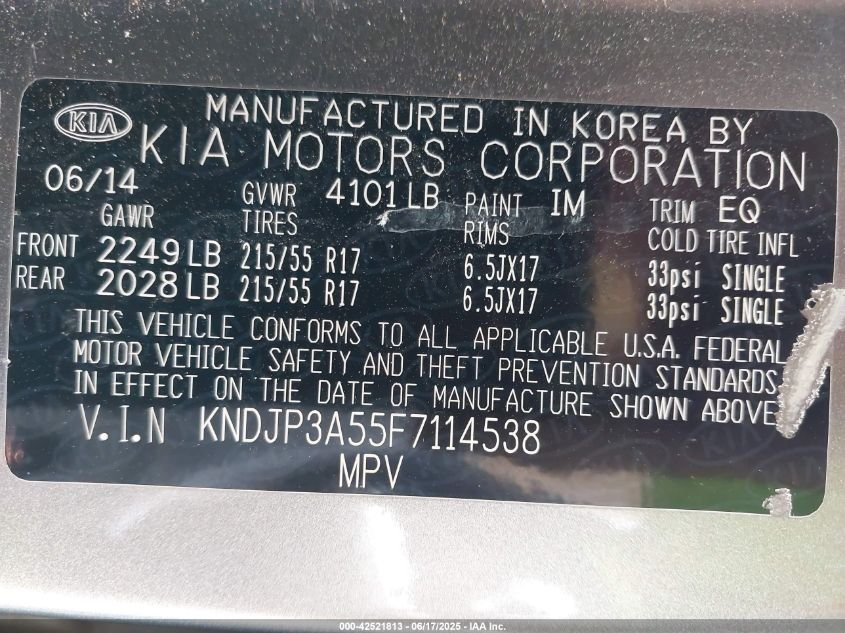 KIA MANUFACTURED IN KOREA BY
KIA MOTORS CORPORATION
06/14 GVWR 4101 LB PAINT IM TRIM EQ
GAWR TIRES RIMS COLD TIRE INFL
FRONT 2249 LB 215/55 R17 6.5JX17 33psi SINGLE
REAR 2028 LB 215/55 R17 6.5JX17 33psi SINGLE
THIS VEHICLE CONFORMS TO ALL APPLICABLE U.S.A. FEDERAL
MOTOR VEHICLE SAFETY AND THEFT PREVENTION STANDARDS
IN EFFECT ON THE DATE OF MANUFACTURE SHOWN ABOVE
V.I.N KNDJP3A55F7114538
MPV
000-42521813 - 06/17/2025 - IAA Inc.